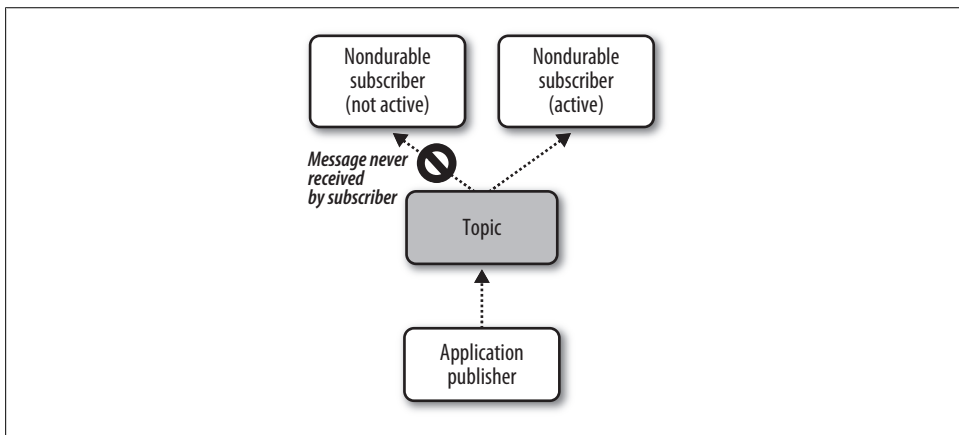 Nondurable
subscriber
(not active)
Nondurable
subscriber
(active)
Message never
received
by subscriber
Topic
Application
publisher